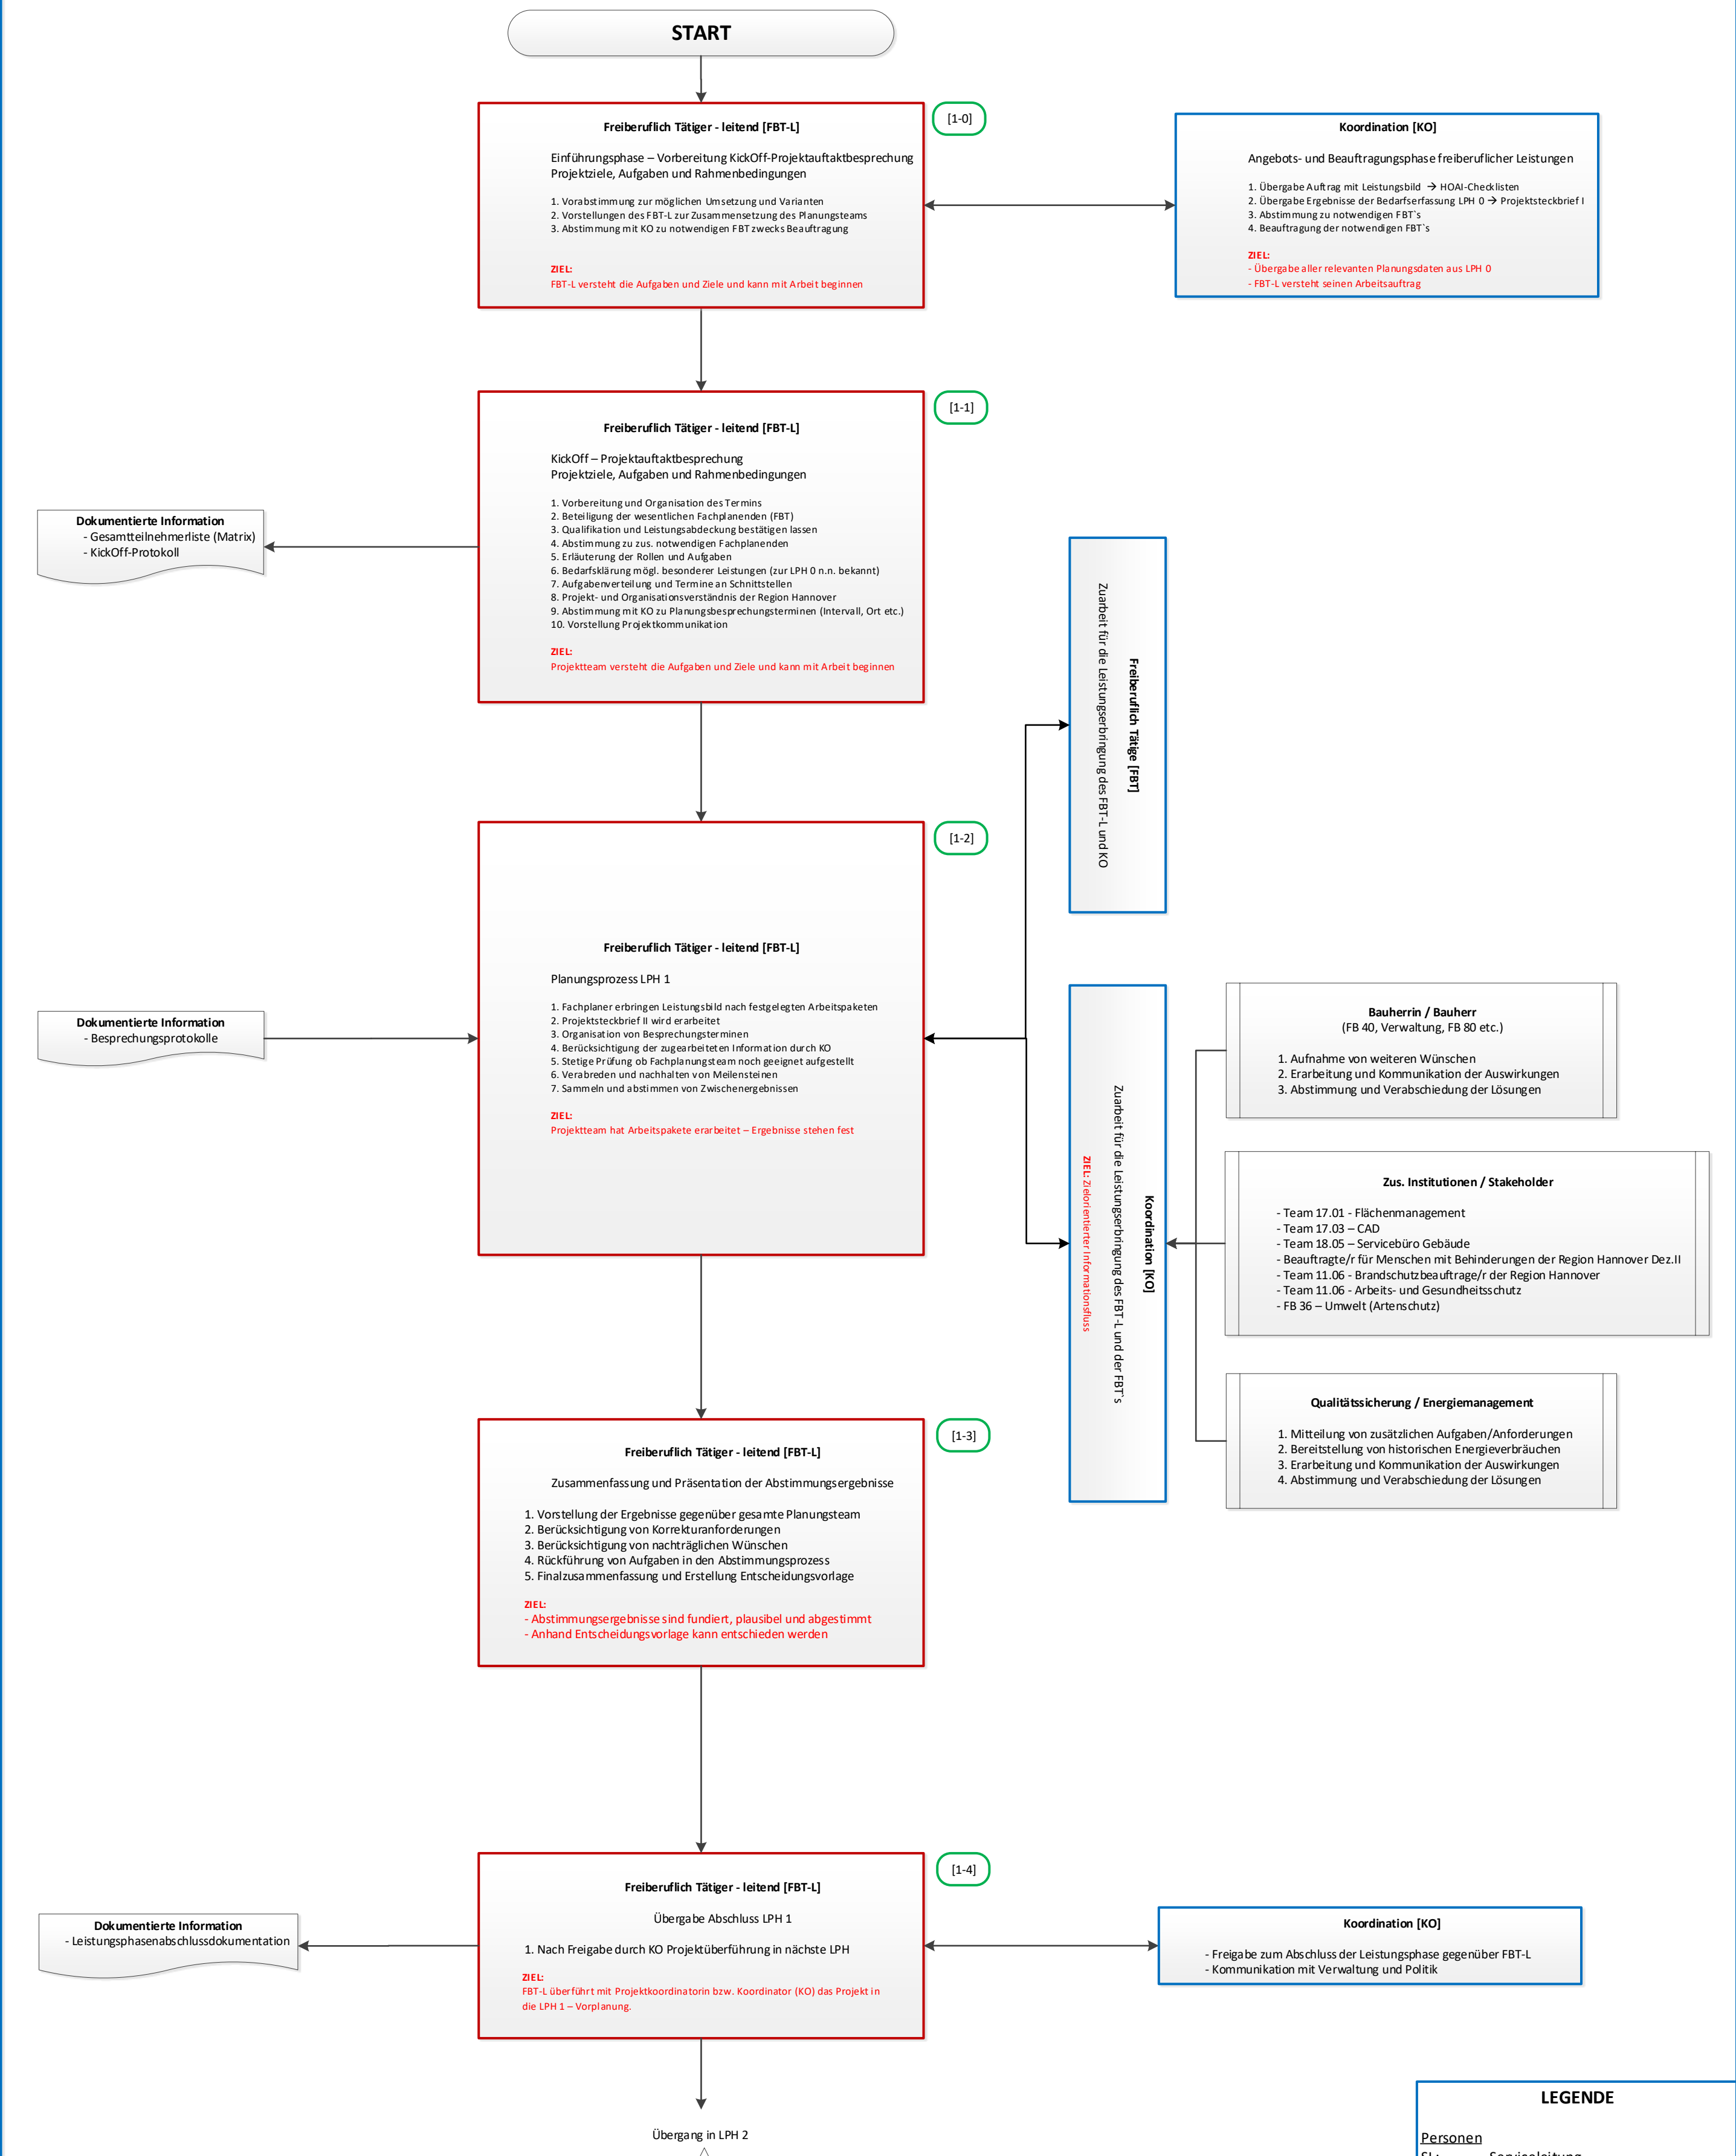 START
Freiberuflich Tätiger - leitend [FBT-L]
Einführungsphase – Vorbereitung KickOff-Projektauftaktbesprechung
Projektziele, Aufgaben und Rahmenbedingungen
1. Vorabstimmung zur möglichen Umsetzung und Varianten
2. Vorstellungen des FBT-L zur Zusammensetzung des Planungsteams
3. Abstimmung mit KO zu notwendigen FBT zwecks Beauftragung
ZIEL:
FBT-L versteht die Aufgaben und Ziele und kann mit Arbeit beginnen
[1-0]
Koordination [KO]
Angebots- und Beauftragungsphase freiberuflicher Leistungen
1. Übergabe Auftrag mit Leistungsbild → HOAI-Checklisten
2. Übergabe Ergebnisse der Bedarfserfassung LPH 0 → Projektsteckbrief I
3. Abstimmung zu notwendigen FBT`s
4. Beauftragung der notwendigen FBT`s
ZIEL:
- Übergabe aller relevanten Planungsdaten aus LPH 0
- FBT-L versteht seinen Arbeitsauftrag
Freiberuflich Tätiger - leitend [FBT-L]
KickOff – Projektauftaktbesprechung
Projektziele, Aufgaben und Rahmenbedingungen
1. Vorbereitung und Organisation des Termins
2. Beteiligung der wesentlichen Fachplanenden (FBT)
3. Qualifikation und Leistungsabdeckung bestätigen lassen
4. Abstimmung zu zus. notwendigen Fachplanenden
5. Erläuterung der Rollen und Aufgaben
6. Bedarfsklärung mögl. besonderer Leistungen (zur LPH 0 n.n. bekannt)
7. Aufgabenverteilung und Termine an Schnittstellen
8. Projekt- und Organisationsverständnis der Region Hannover
9. Abstimmung mit KO zu Planungsbesprechungsterminen (Intervall, Ort etc.)
10. Vorstellung Projektkommunikation
ZIEL:
Projektteam versteht die Aufgaben und Ziele und kann mit Arbeit beginnen
[1-1]
Dokumentierte Information
- Gesamtteilnehmerliste (Matrix)
- KickOff-Protokoll
Freiberuflich Tätige [FBT]
Zuarbeit für die Leistungserbringung des FBT-L und KO
Freiberuflich Tätiger - leitend [FBT-L]
Planungsprozess LPH 1
1. Fachplaner erbringen Leistungsbild nach festgelegten Arbeitspaketen
2. Projektsteckbrief II wird erarbeitet
3. Organisation von Besprechungsterminen
4. Berücksichtigung der zugearbeiteten Information durch KO
5. Stetige Prüfung ob Fachplanungsteam noch geeignet aufgestellt
6. Verabreden und nachhalten von Meilensteinen
7. Sammeln und abstimmen von Zwischenergebnissen
ZIEL:
Projektteam hat Arbeitspakete erarbeitet – Ergebnisse stehen fest
[1-2]
Dokumentierte Information
- Besprechungsprotokolle
Koordination [KO]
Zuarbeit für die Leistungserbringung des FBT-L und der FBT`s
ZIEL: Zielorientierter Informationsfluss
Bauherrin / Bauherr
(FB 40, Verwaltung, FB 80 etc.)
1. Aufnahme von weiteren Wünschen
2. Erarbeitung und Kommunikation der Auswirkungen
3. Abstimmung und Verabschiedung der Lösungen
Zus. Institutionen / Stakeholder
- Team 17.01 - Flächenmanagement
- Team 17.03 – CAD
- Team 18.05 – Servicebüro Gebäude
- Beauftragte/r für Menschen mit Behinderungen der Region Hannover Dez.II
- Team 11.06 - Brandschutzbeauftrage/r der Region Hannover
- Team 11.06 - Arbeits- und Gesundheitsschutz
- FB 36 – Umwelt (Artenschutz)
Qualitätssicherung / Energiemanagement
1. Mitteilung von zusätzlichen Aufgaben/Anforderungen
2. Bereitstellung von historischen Energieverbräuchen
3. Erarbeitung und Kommunikation der Auswirkungen
4. Abstimmung und Verabschiedung der Lösungen
Freiberuflich Tätiger - leitend [FBT-L]
Zusammenfassung und Präsentation der Abstimmungsergebnisse
1. Vorstellung der Ergebnisse gegenüber gesamte Planungsteam
2. Berücksichtigung von Korrekturanforderungen
3. Berücksichtigung von nachträglichen Wünschen
4. Rückführung von Aufgaben in den Abstimmungsprozess
5. Finalzusammenfassung und Erstellung Entscheidungsvorlage
ZIEL:
- Abstimmungsergebnisse sind fundiert, plausibel und abgestimmt
- Anhand Entscheidungsvorlage kann entschieden werden
[1-3]
Freiberuflich Tätiger - leitend [FBT-L]
Übergabe Abschluss LPH 1
1. Nach Freigabe durch KO Projektüberführung in nächste LPH
ZIEL:
FBT-L überführt mit Projektkoordinatorin bzw. Koordinator (KO) das Projekt in
die LPH 1 – Vorplanung.
[1-4]
Dokumentierte Information
- Leistungsphasenabschlussdokumentation
Koordination [KO]
- Freigabe zum Abschluss der Leistungsphase gegenüber FBT-L
- Kommunikation mit Verwaltung und Politik
Übergang in LPH 2
LEGENDE
Personen
SL: Serviceleitung